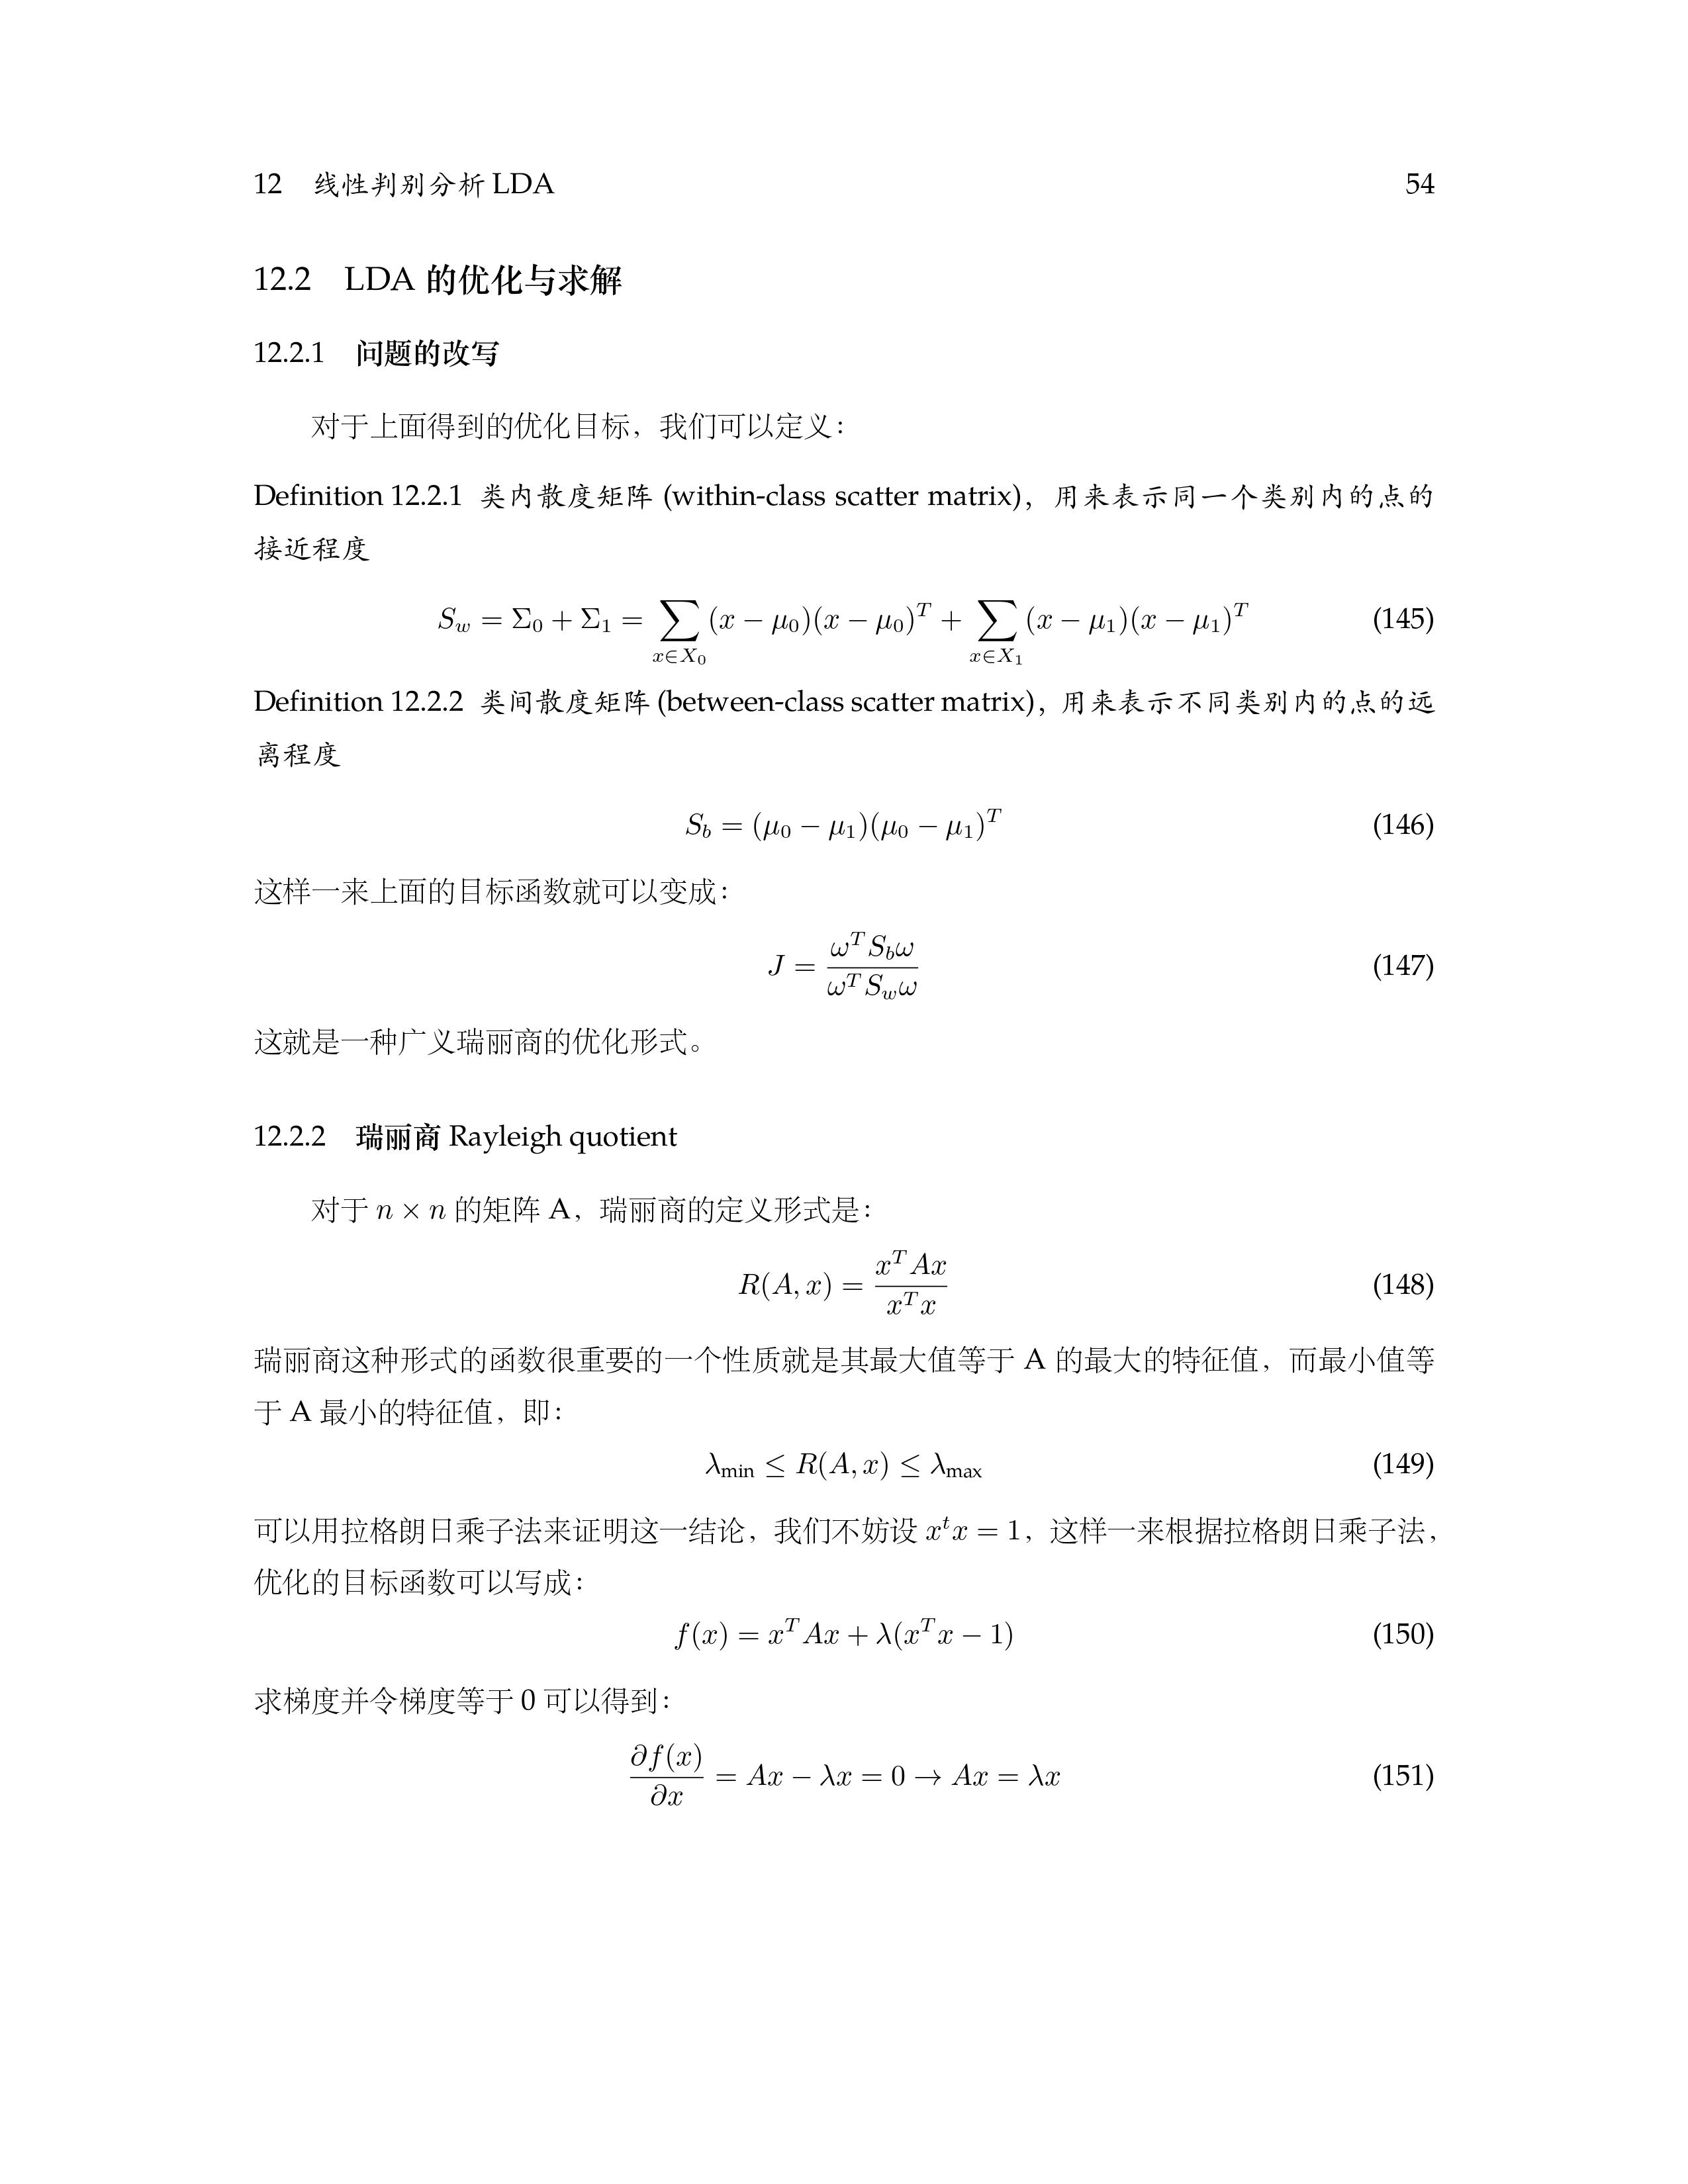 12 线性判别分析 LDA 54
12.2 LDA 的优化与求解
12.2.1 问题的改写
对于上面得到的优化目标，我们可以定义：
Definition 12.2.1 类内散度矩阵 (within-class scatter matrix)，用来表示同一个类别内的点的
接近程度
$S_w = \Sigma_0 + \Sigma_1 = \sum_{x \in X_0} (x - \mu_0)(x - \mu_0)^T + \sum_{x \in X_1} (x - \mu_1)(x - \mu_1)^T$ (145)
Definition 12.2.2 类间散度矩阵 (between-class scatter matrix)，用来表示不同类别内的点的远
离程度
$S_b = (\mu_0 - \mu_1)(\mu_0 - \mu_1)^T$ (146)
这样一来上面的目标函数就可以变成：
$J = \frac{\omega^T S_b \omega}{\omega^T S_w \omega}$ (147)
这就是一种广义瑞丽商的优化形式。
12.2.2 瑞丽商 Rayleigh quotient
对于 $n \times n$ 的矩阵 A，瑞丽商的定义形式是：
$R(A, x) = \frac{x^T A x}{x^T x}$ (148)
瑞丽商这种形式的函数很重要的一个性质就是其最大值等于 A 的最大的特征值，而最小值等
于 A 最小的特征值，即：
$\lambda_{\min} \leq R(A, x) \leq \lambda_{\max}$ (149)
可以用拉格朗日乘子法来证明这一结论，我们不妨设 $x^t x = 1$，这样一来根据拉格朗日乘子法，
优化的目标函数可以写成：
$f(x) = x^T A x + \lambda(x^T x - 1)$ (150)
求梯度并令梯度等于 0 可以得到：
$\frac{\partial f(x)}{\partial x} = Ax - \lambda x = 0 \rightarrow Ax = \lambda x$ (151)